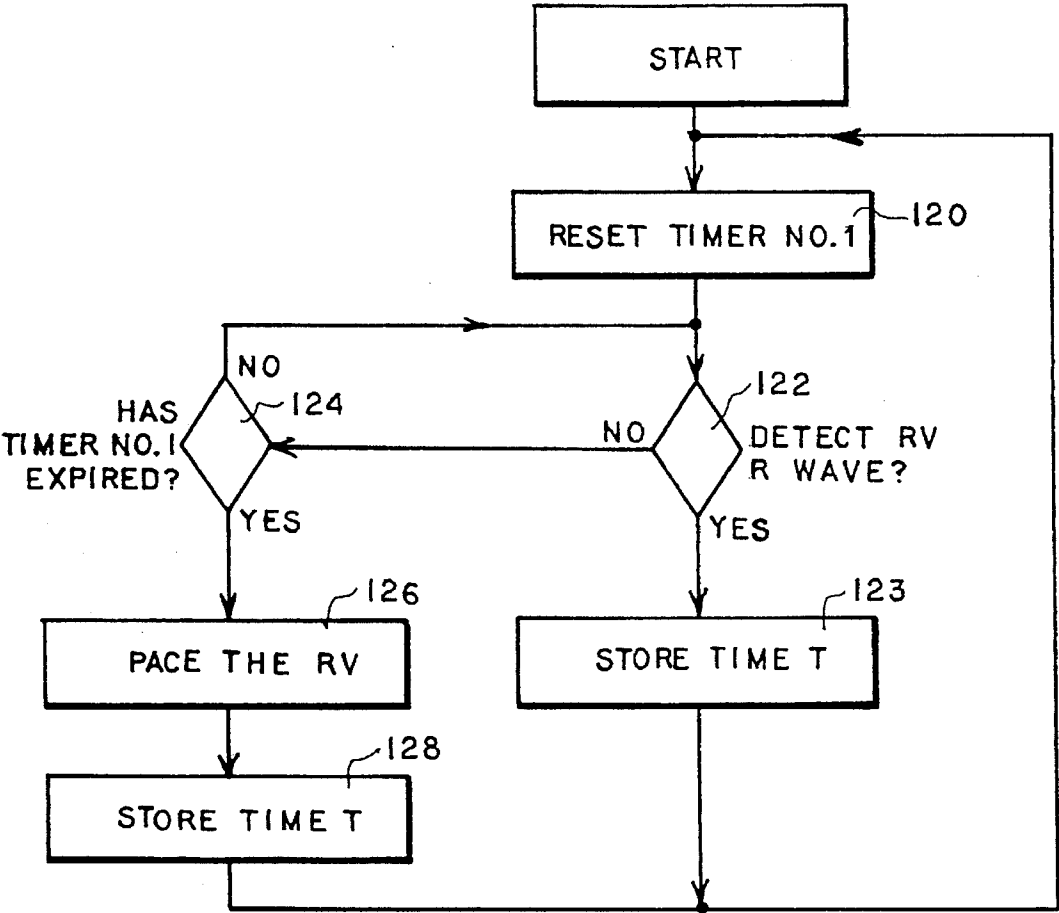 START
RESET TIMER NO.1
120
NO
124
HAS
TIMER NO.1
EXPIRED?
YES
122
NO
DETECT RV
R WAVE?
YES
126
PACE THE RV
123
STORE TIME T
128
STORE TIME T